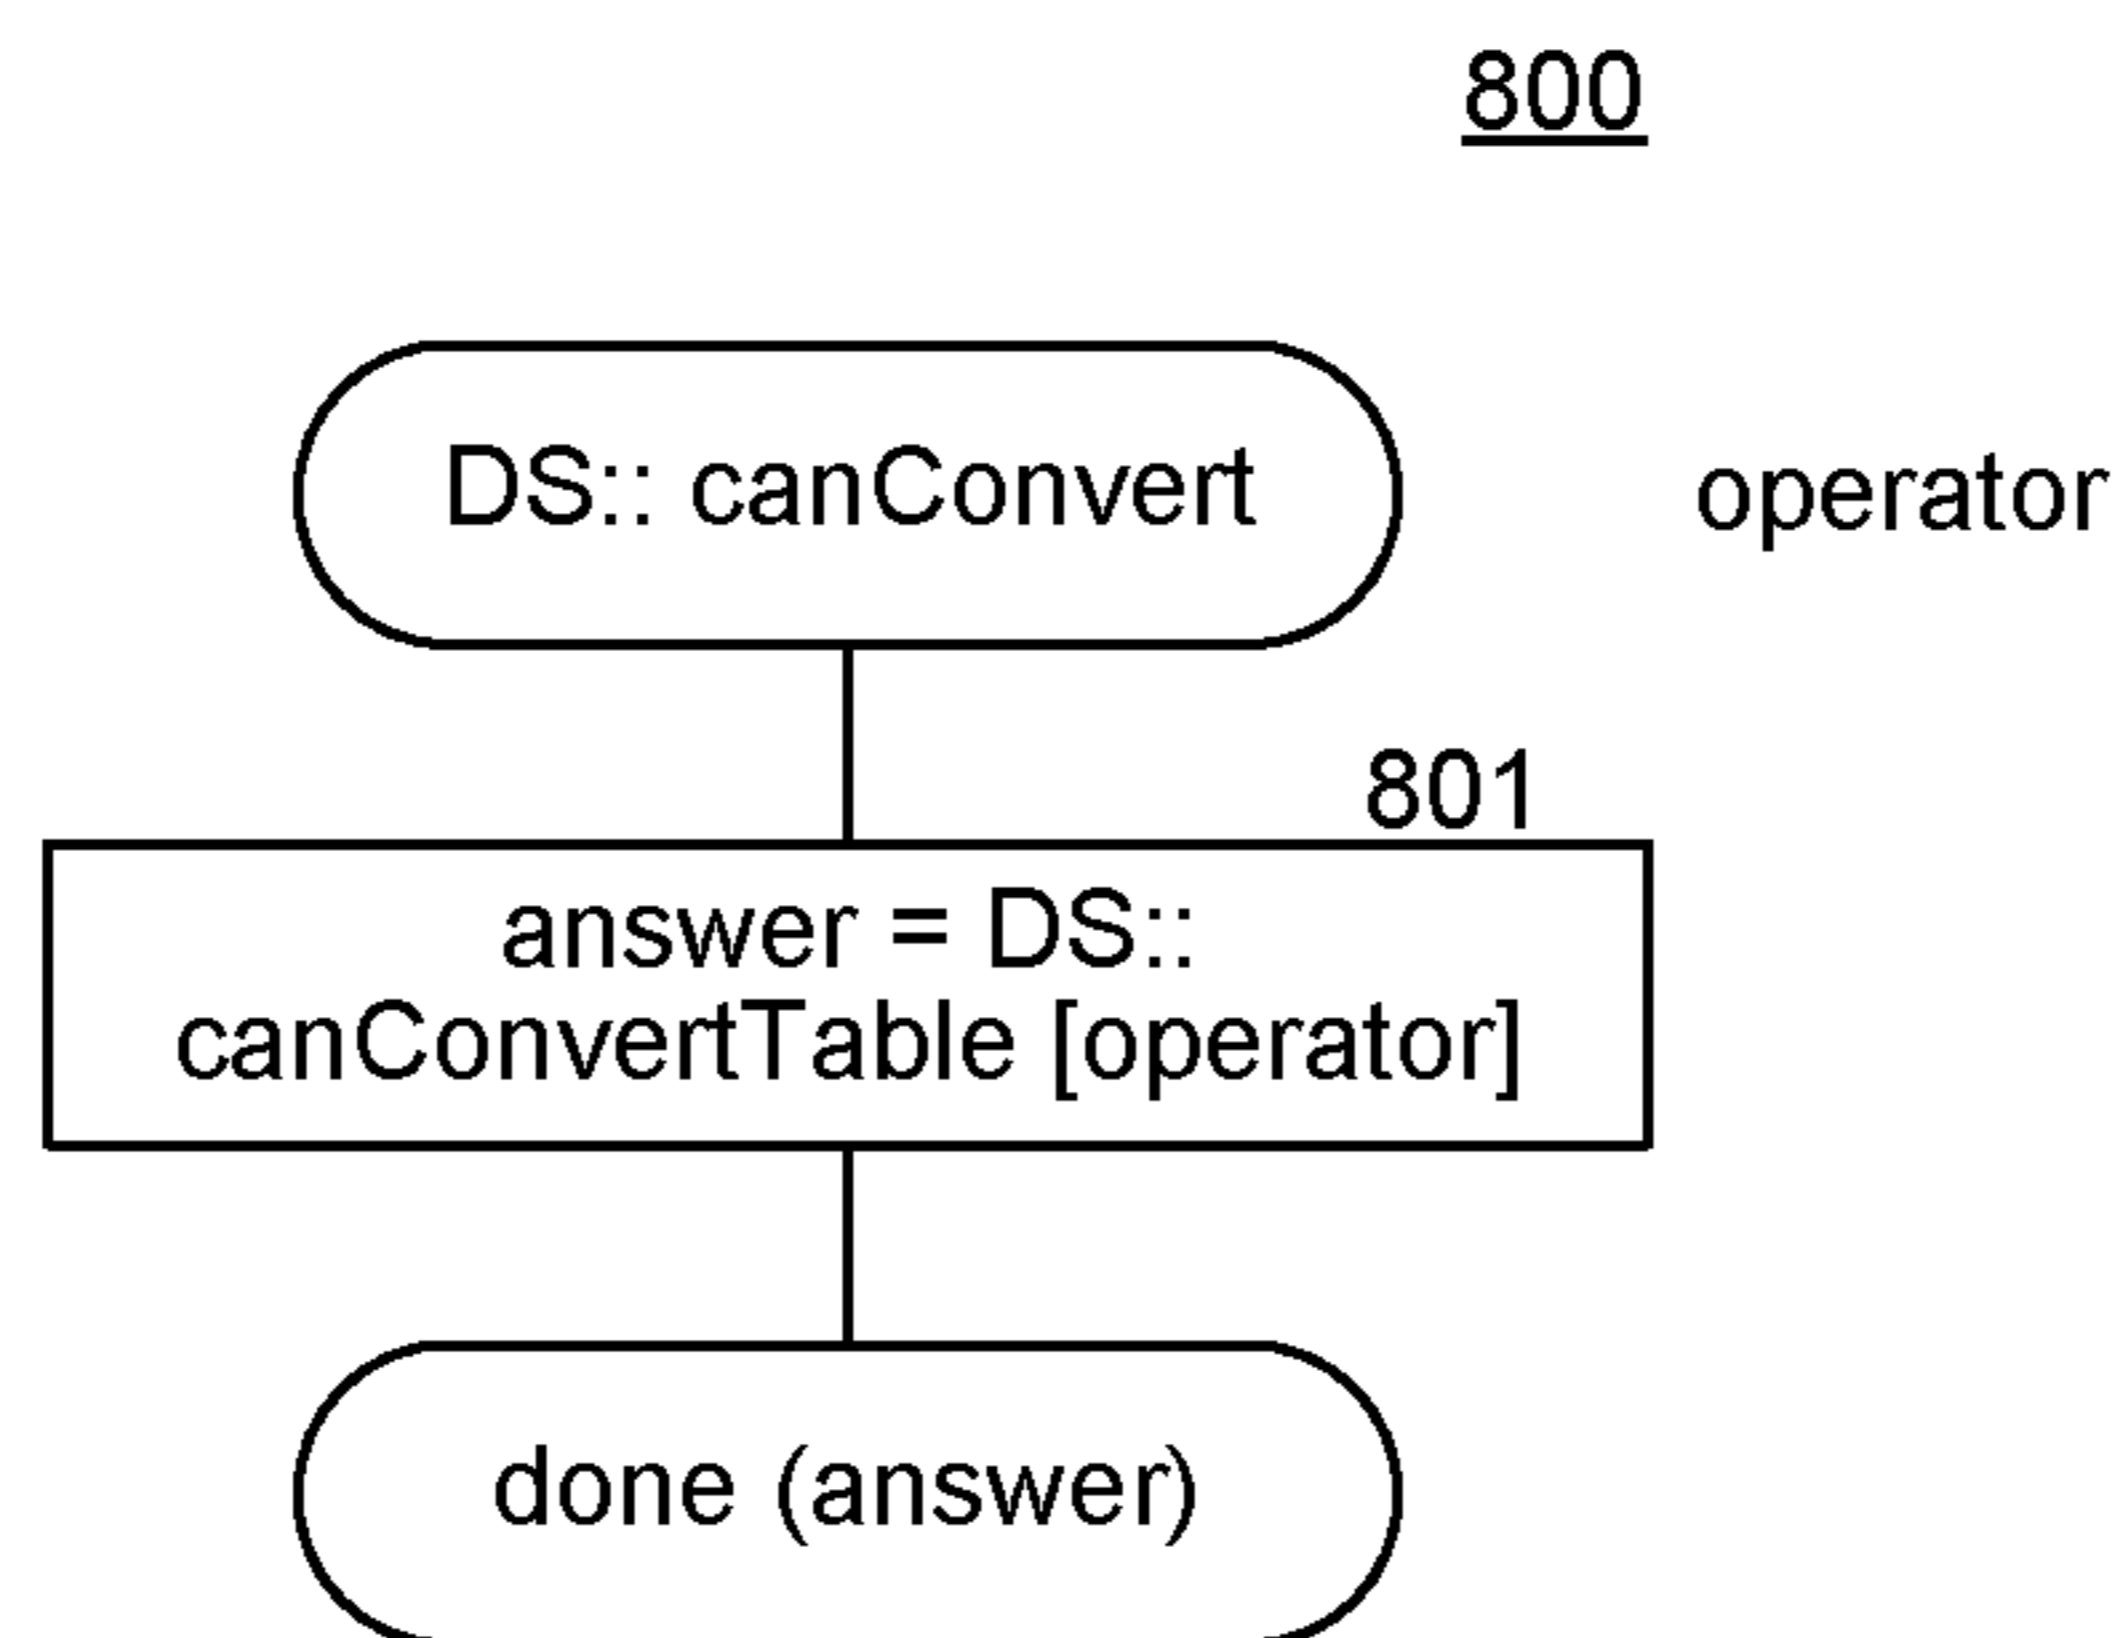 800
DS:: canConvert
operator
801
answer = DS::
canConvertTable [operator]
done (answer)